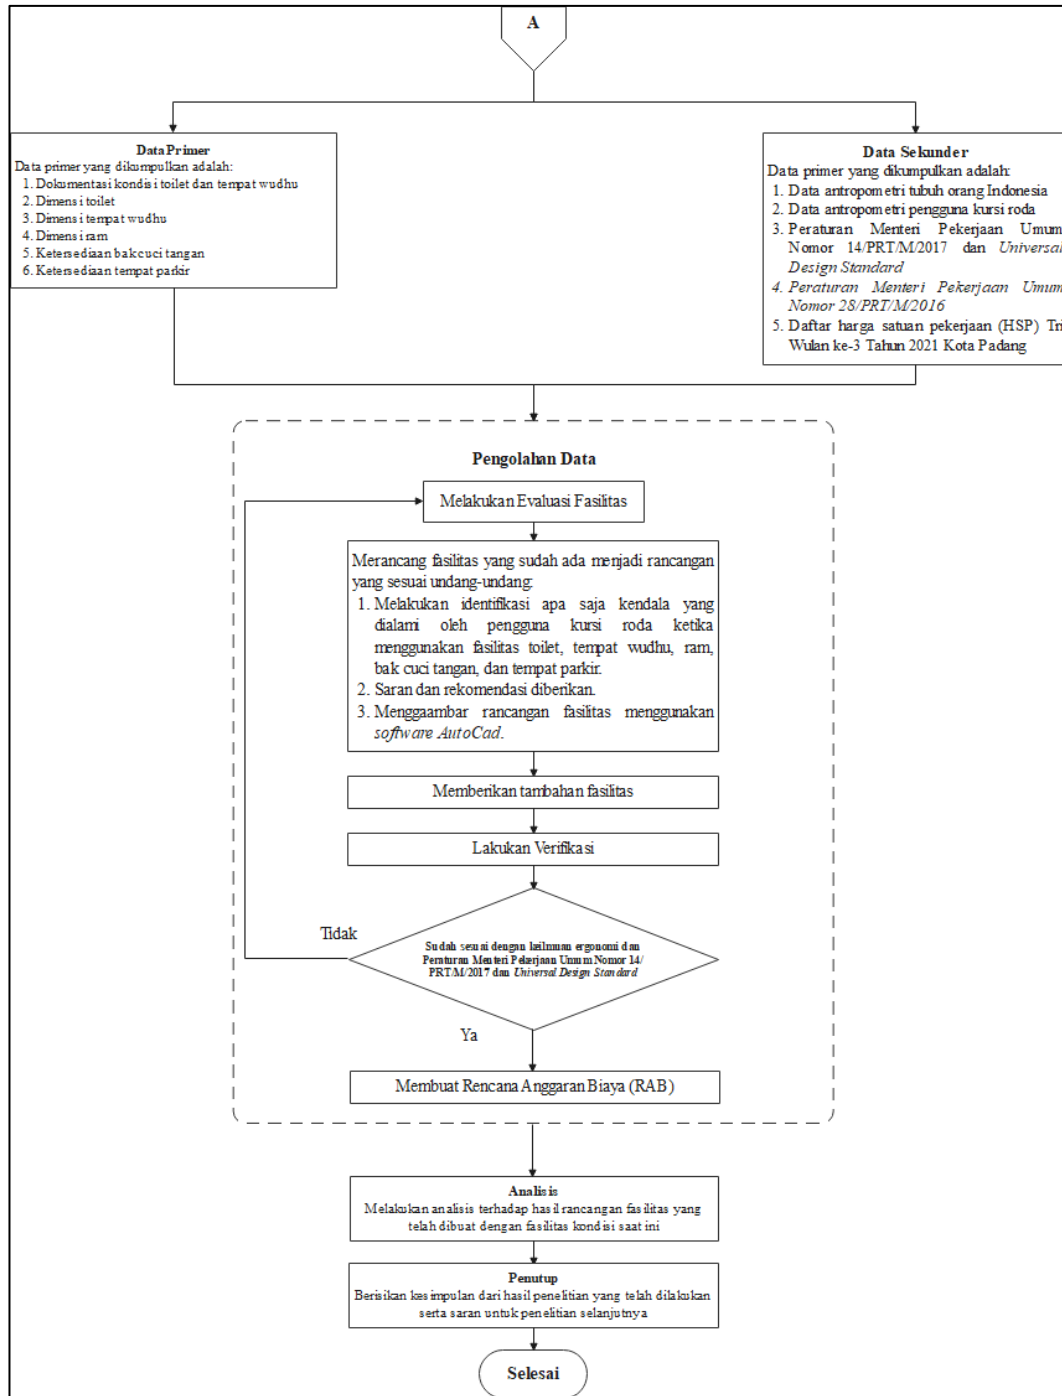 A
Data Primer
Data primer yang dikumpulkan adalah:
1. Dokumentasi kondisi toilet dan tempat wudhu
2. Dimensi toilet
3. Dimensi tempat wudhu
4. Dimensi ram
5. Ketersediaan bak cuci tangan
6. Ketersediaan tempat parkir
Data Sekunder
Data primer yang dikumpulkan adalah:
1. Data antropometri tubuh orang Indonesia
2. Data antropometri pengguna kursi roda
3. Peraturan Menteri Pekerjaan Umum
Nomor 14/PRT/M/2017 dan Universal
Design Standard
4. Peraturan Menteri Pekerjaan Umum
Nomor 28/PRT/M/2016
5. Daftar harga satuan pekerjaan (HSP) Tri
Wulan ke-3 Tahun 2021 Kota Padang
Pengolahan Data
Melakukan Evaluasi Fasilitas
Merancang fasilitas yang sudah ada menjadi rancangan
yang sesuai undang-undang:
1. Melakukan identifikasi apa saja kendala yang
dialami oleh pengguna kursi roda ketika
menggunakan fasilitas toilet, tempat wudhu, ram,
bak cuci tangan, dan tempat parkir.
2. Saran dan rekomendasi diberikan.
3. Menggaambar rancangan fasilitas menggunakan
software AutoCad.
Memberikan tambahan fasilitas
Lakukan Verifikasi
Tidak
Sudah sesuai dengan keilmuan ergonomi dan
Peraturan Menteri Pekerjaan Umum Nomor 14/
PRT/M/2017 dan Universal Design Standard
Ya
Membuat Rencana Anggaran Biaya (RAB)
Analisis
Melakukan analisis terhadap hasil rancangan fasilitas yang
telah dibuat dengan fasilitas kondisi saat ini
Penutup
Berisikan kesimpulan dari hasil penelitian yang telah dilakukan
serta saran untuk penelitian selanjutnya
Selesai